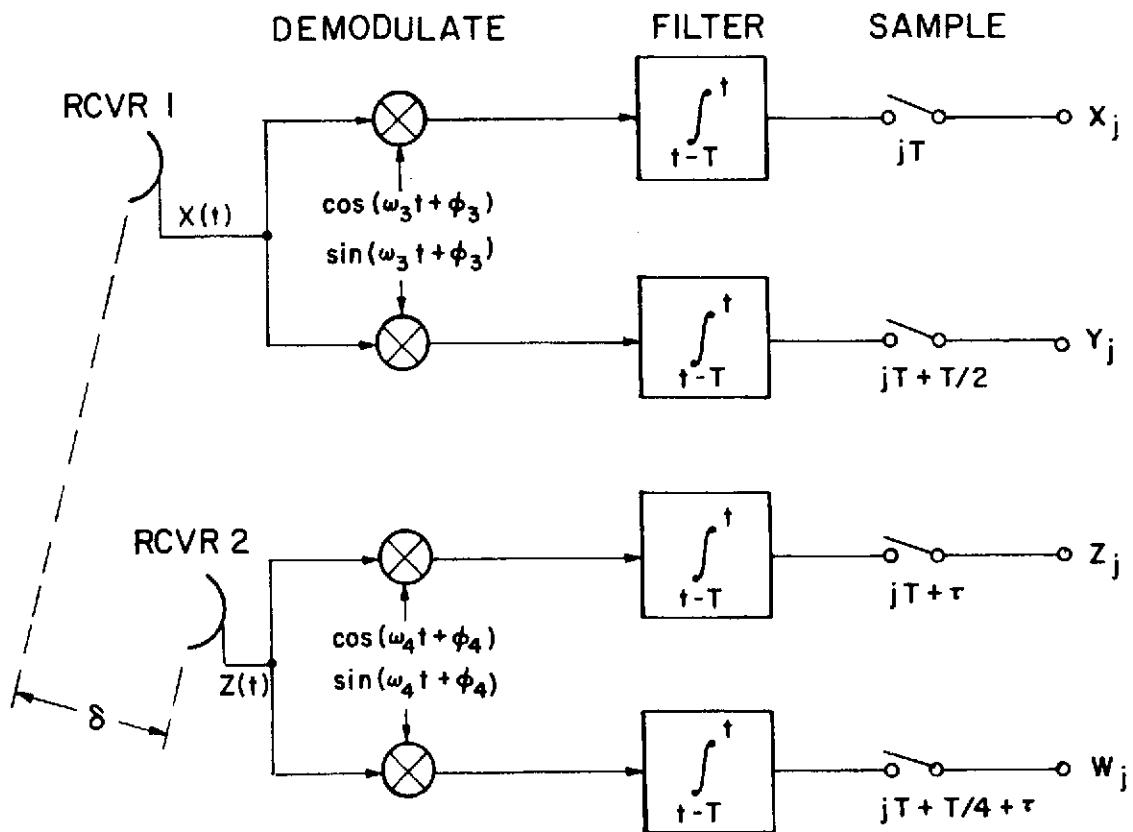 DEMODULATE FILTER SAMPLE
RCVR 1
X(t)
cos(ω₃t + ϕ₃)
sin(ω₃t + ϕ₃)
∫ t
t-T
jT
Xj
∫ t
t-T
jT + T/2
Yj
RCVR 2
Z(t)
δ
cos(ω₄t + ϕ₄)
sin(ω₄t + ϕ₄)
∫ t
t-T
jT + τ
Zj
∫ t
t-T
jT + T/4 + τ
Wj